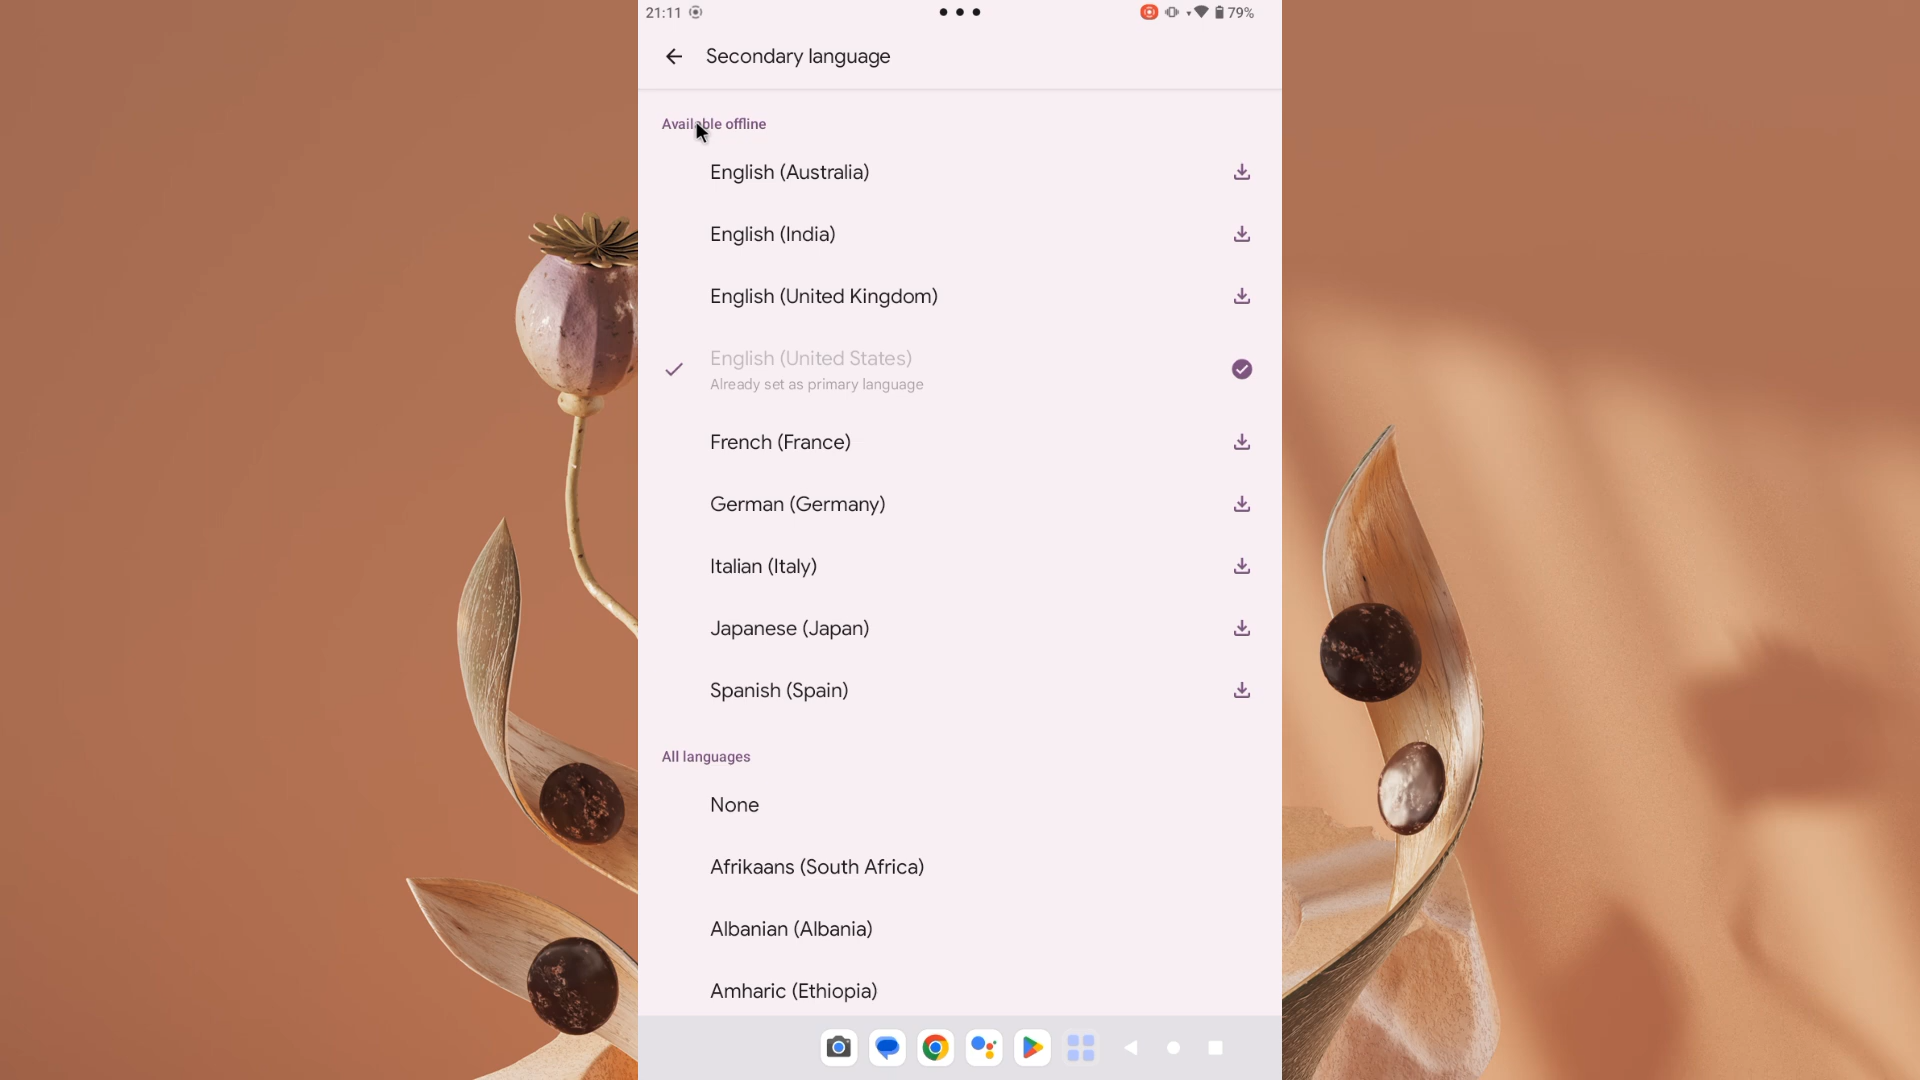 21:11
79%
Secondary language
Available offline
English (Australia)
English (India)
English (United Kingdom)
English (United States)
Already set as primary language
French (France)
German (Germany)
Italian (Italy)
Japanese (Japan)
Spanish (Spain)
All languages
None
Afrikaans (South Africa)
Albanian (Albania)
Amharic (Ethiopia)